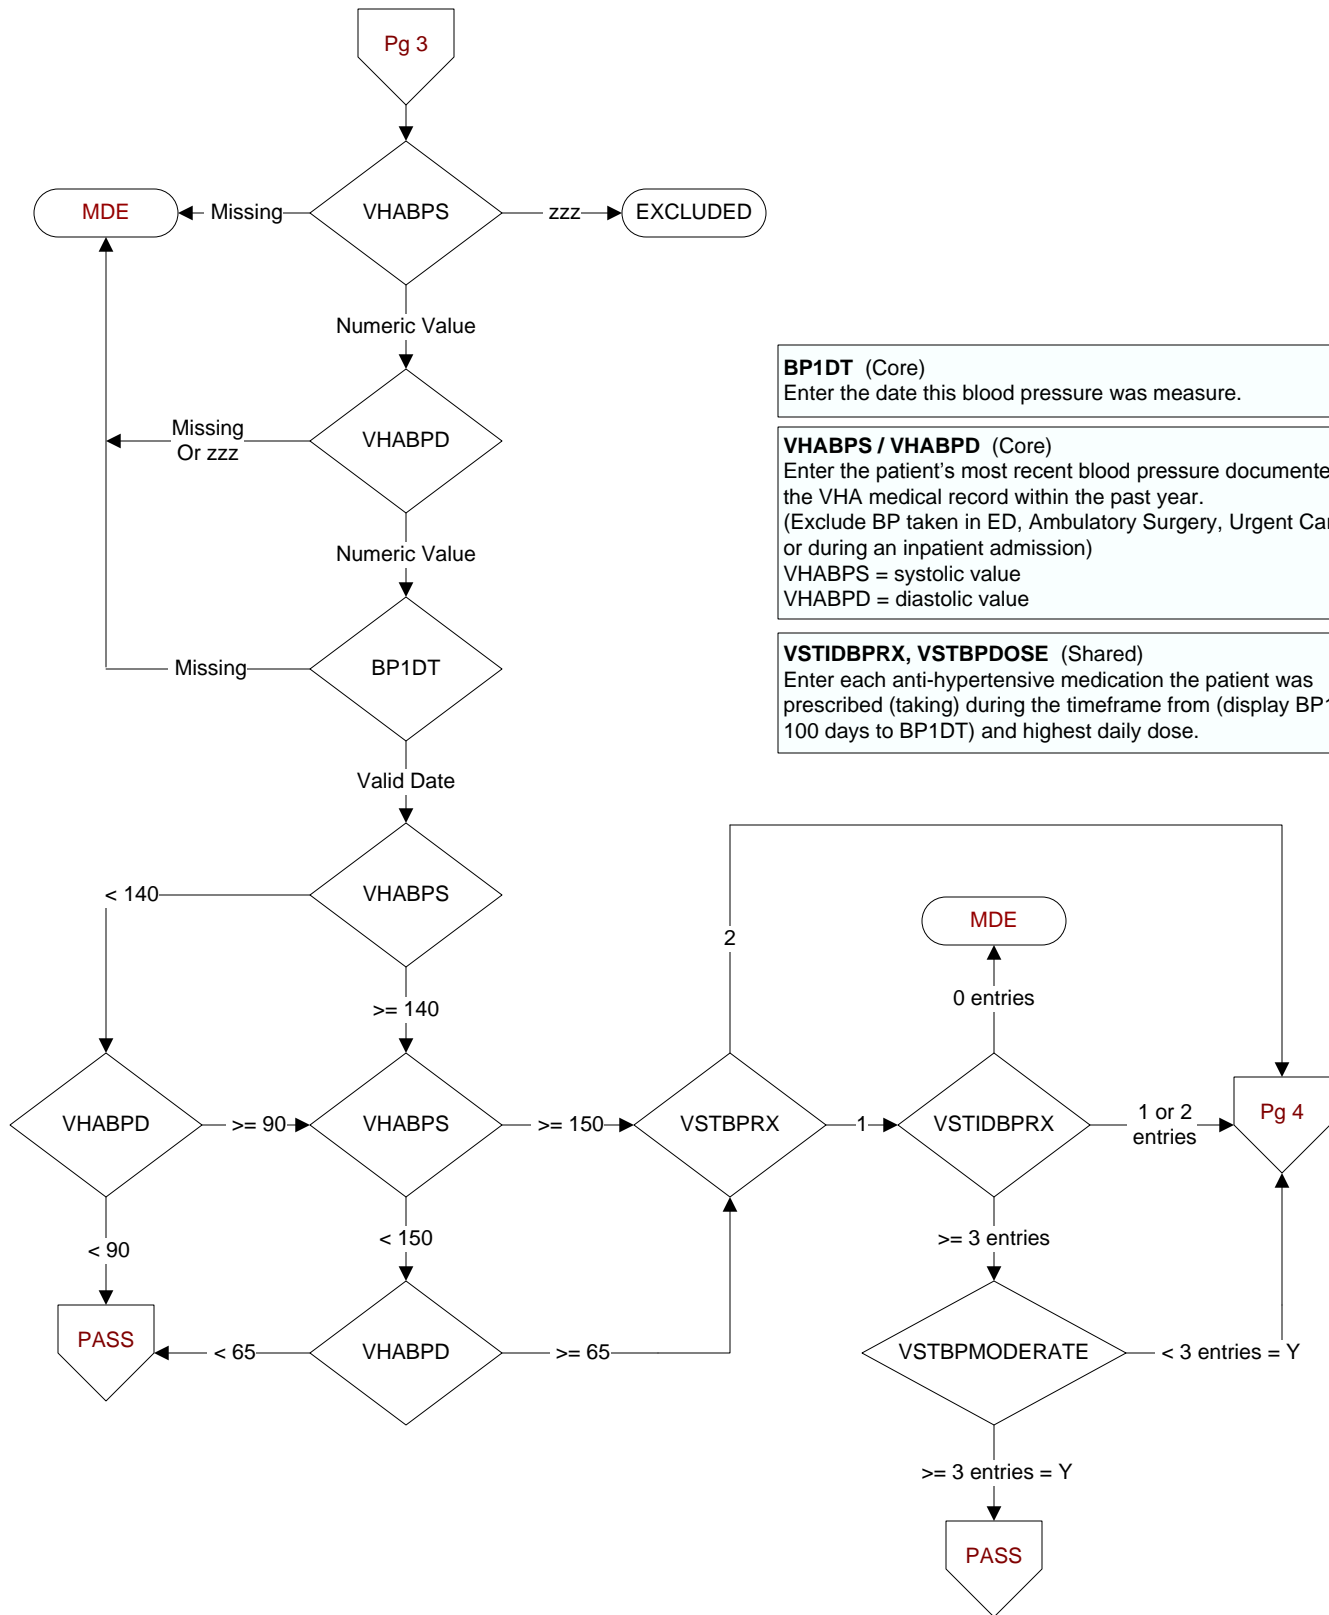 Pg 3
MDE
Missing
VHABPS
zzz
EXCLUDED
Numeric Value
BP1DT (Core)
Enter the date this blood pressure was measure.
Missing
Or zzz
VHABPD
VHABPS / VHABPD (Core)
Enter the patient's most recent blood pressure documente
the VHA medical record within the past year.
(Exclude BP taken in ED, Ambulatory Surgery, Urgent Car
or during an inpatient admission)
VHABPS = systolic value
VHABPD = diastolic value
Numeric Value
Missing
BP1DT
VSTIDBPRX, VSTBPDOSE (Shared)
Enter each anti-hypertensive medication the patient was
prescribed (taking) during the timeframe from (display BP1
100 days to BP1DT) and highest daily dose.
Valid Date
< 140
VHABPS
MDE
2
0 entries
>= 140
VHABPD
>= 90
VHABPS
>= 150
VSTBPRX
1
VSTIDBPRX
1 or 2
entries
Pg 4
< 90
< 150
>= 3 entries
PASS
< 65
VHABPD
>= 65
VSTBPMODERATE
< 3 entries = Y
>= 3 entries = Y
PASS